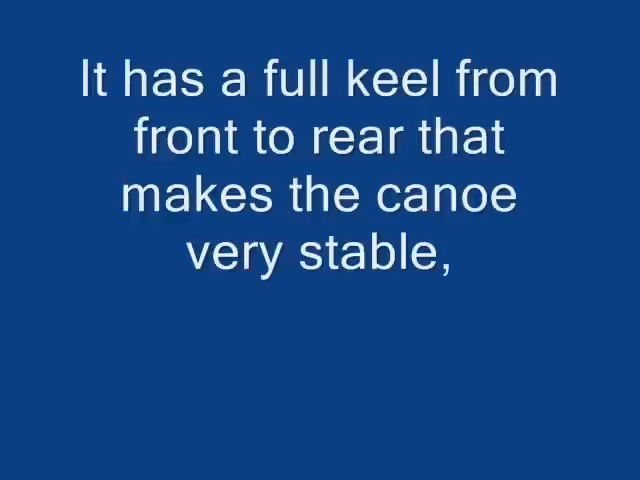 It has a full keel from
front to rear that
makes the canoe
very stable,